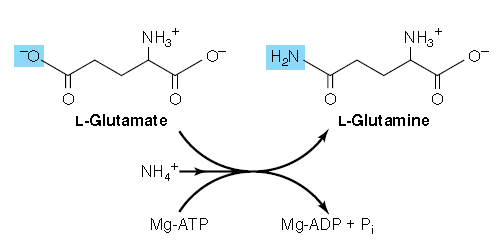 NH₃⁺ NH₃⁺
⁻O O⁻ H₂N O⁻
O O O O
L-Glutamate L-Glutamine
NH₄⁺
Mg-ATP Mg-ADP + Pᵢ